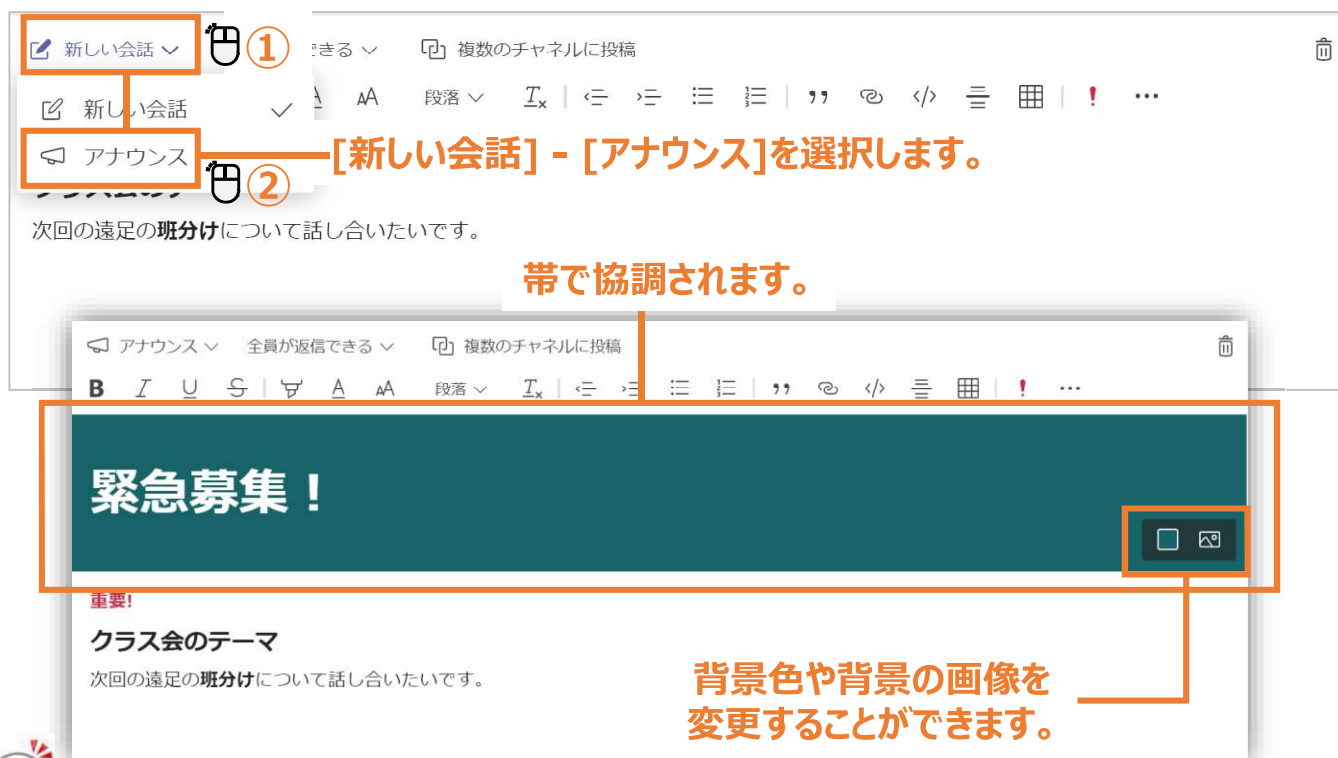 新しい会話 ① きる 複数のチャネルに投稿
新しい会話 A AA 段落
アナウンス ② [新しい会話] - [アナウンス]を選択します。
次回の遠足の班分けについて話し合いたいです。
帯で協調されます。
アナウンス 全員が返信できる 複数のチャネルに投稿
B I U S A AA 段落
緊急募集！
重要!
クラス会のテーマ
次回の遠足の班分けについて話し合いたいです。
背景色や背景の画像を
変更することができます。